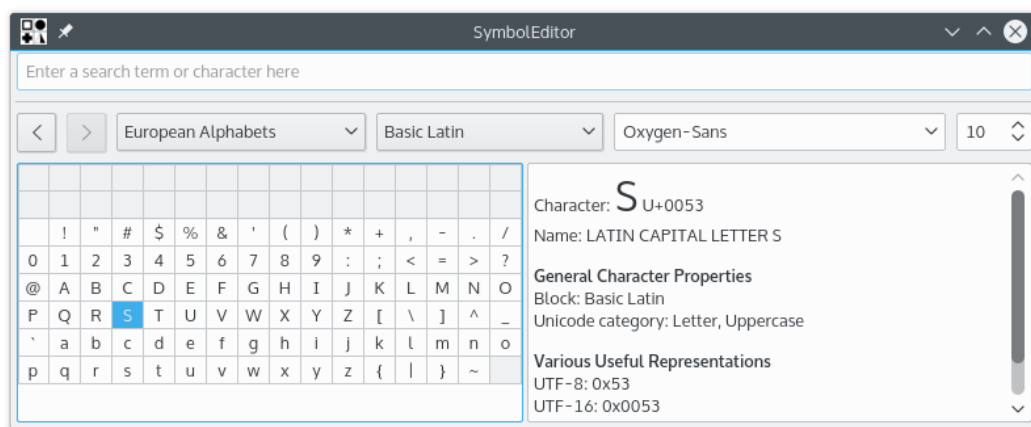 SymbolEditor
Enter a search term or character here
< > European Alphabets Basic Latin Oxygen-Sans 10
! " # $ % & ' ( ) * + , - . /
0 1 2 3 4 5 6 7 8 9 : ; < = > ?
@ A B C D E F G H I J K L M N O
P Q R S T U V W X Y Z [ \ ] ^ _
` a b c d e f g h i j k l m n o
p q r s t u v w x y z { | } ~
Character: S U+0053
Name: LATIN CAPITAL LETTER S
General Character Properties
Block: Basic Latin
Unicode category: Letter, Uppercase
Various Useful Representations
UTF-8: 0x53
UTF-16: 0x0053